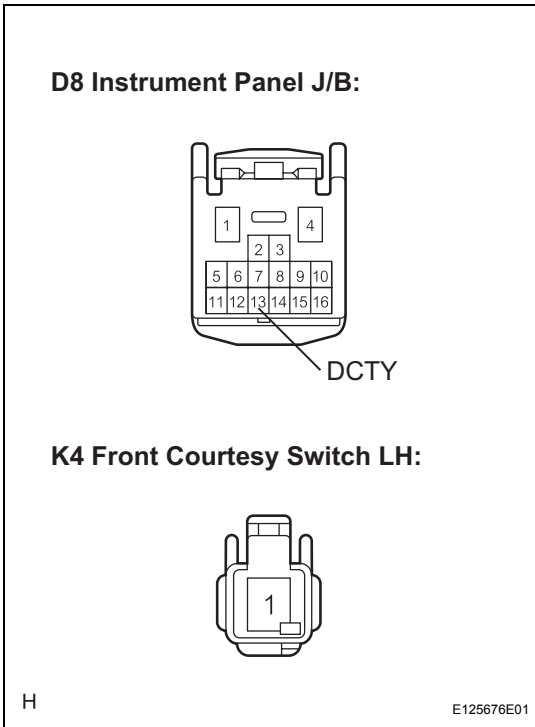 D8 Instrument Panel J/B:
1 4
2 3
5 6 7 8 9 10
11 12 13 14 15 16
DCTY
K4 Front Courtesy Switch LH:
1
H E125676E01